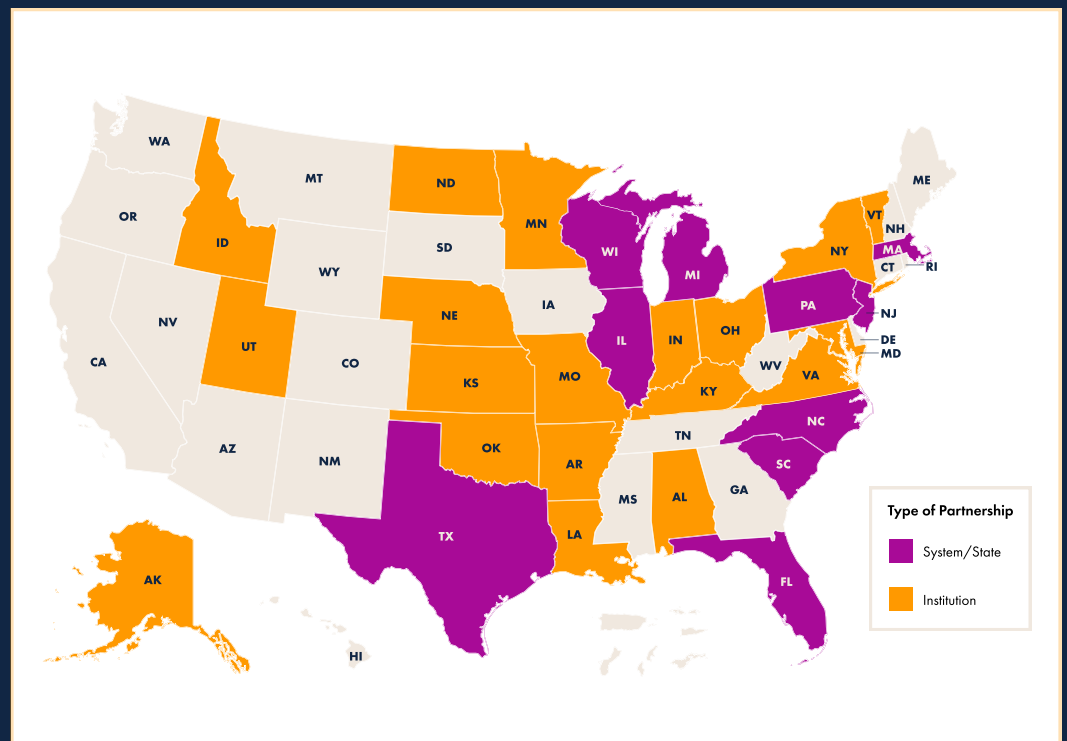 WA
MT
ND
MN
ME
OR
ID
SD
WI
MI
VT
NH
NY
MA
CT
RI
WY
IA
NE
PA
NJ
NV
UT
CO
IL
IN
OH
DE
MD
CA
KS
MO
WV
VA
KY
AZ
NM
OK
AR
TN
NC
SC
TX
LA
MS
AL
GA
FL
AK
HI
Type of Partnership
System/State
Institution